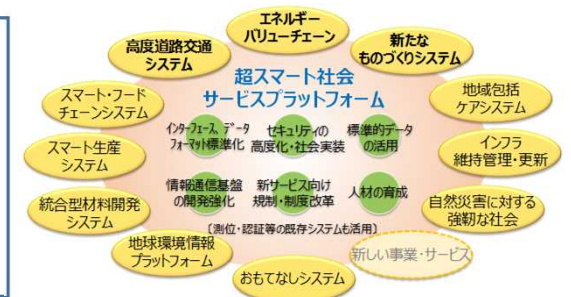 エネルギー
バリューチェーン
高度道路交通
システム
新たな
ものづくりシステム
超スマート社会
サービスプラットフォーム
スマート・フード
チェーンシステム
地域包括
ケアシステム
インターフェース、データ
フォーマット標準化
セキュリティの
高度化・社会実装
標準的データ
の活用
スマート生産
システム
インフラ
維持管理・更新
情報通信基盤
の開発強化
新サービス向け
規制・制度改革
人材の育成
統合型材料開発
システム
自然災害に対する
強靭な社会
〔測位・認証等の既存システムも活用〕
地球環境情報
プラットフォーム
新しい事業・サービス
おもてなしシステム